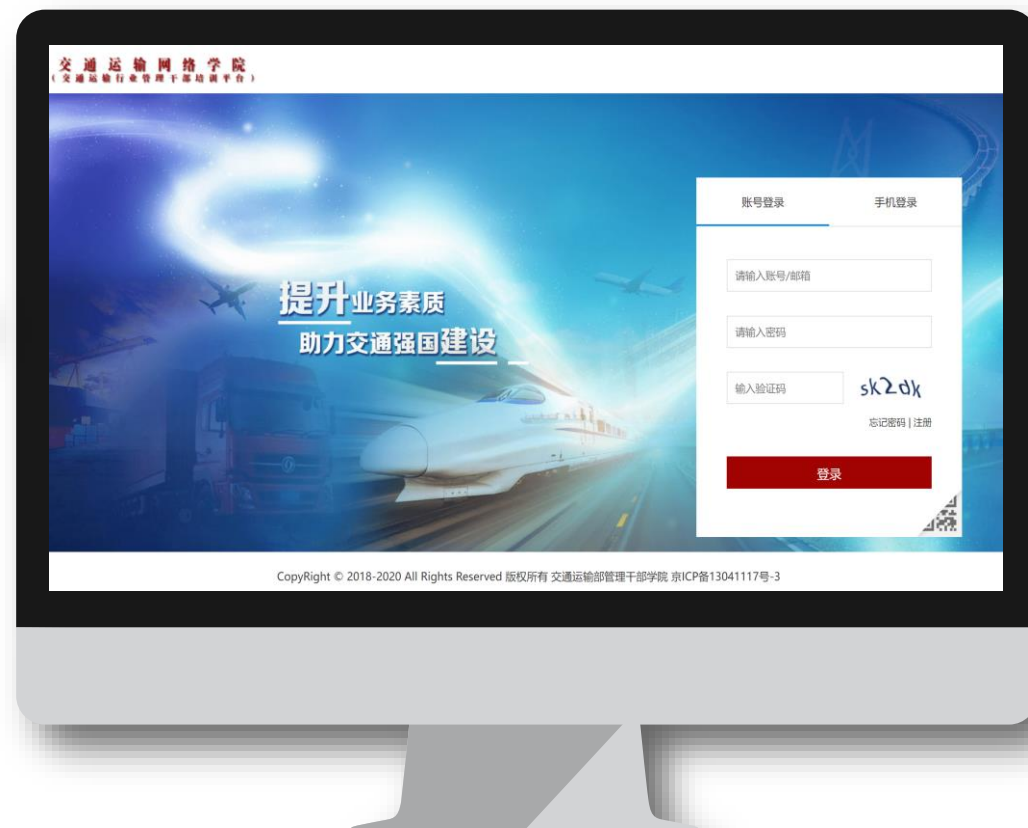 交通运输网络学院
(交通运输行业管理干部培训平台)
提升业务素质
助力交通强国建设
账号登录 手机登录
请输入账号/邮箱
请输入密码
输入验证码 sk2dk
忘记密码 | 注册
登录
CopyRight © 2018-2020 All Rights Reserved 版权所有 交通运输部管理干部学院 京ICP备13041117号-3